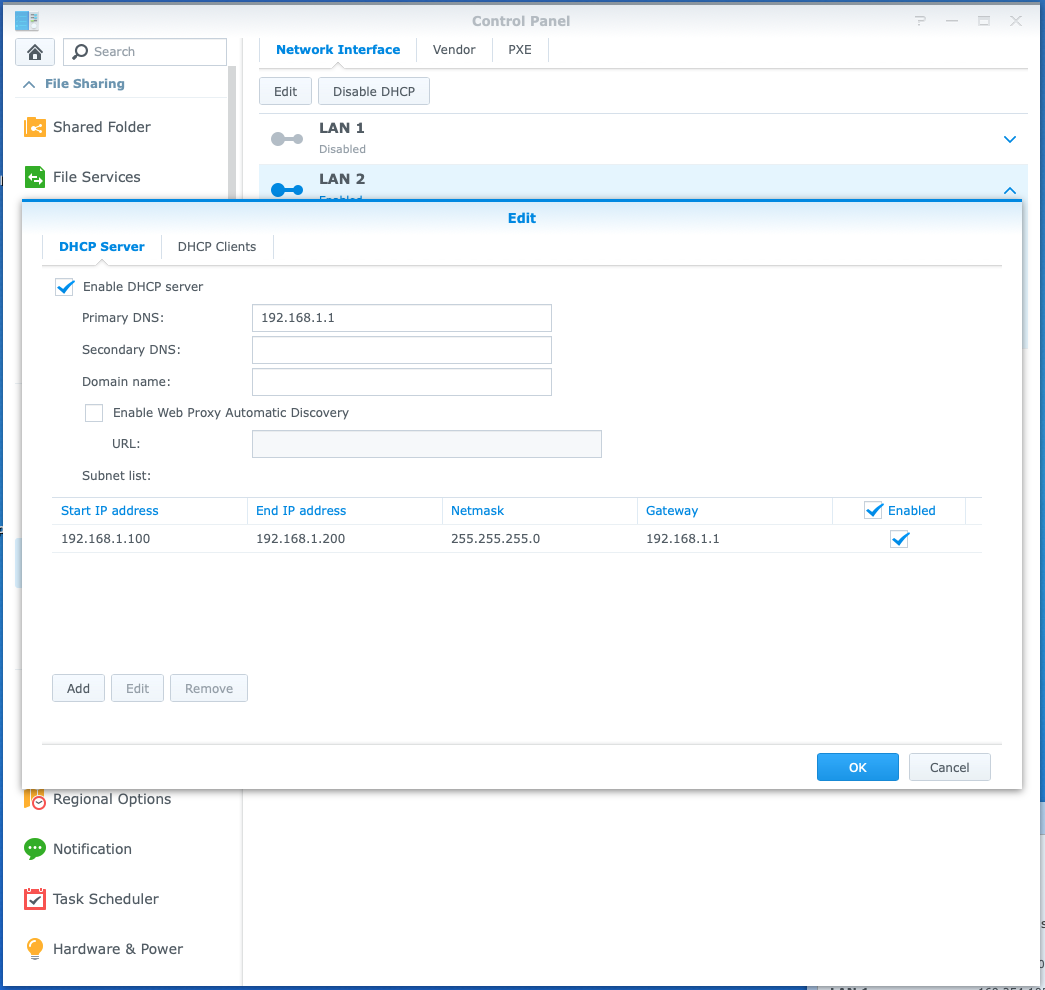 Control Panel
Search
Network Interface Vendor PXE
File Sharing
Edit Disable DHCP
Shared Folder
LAN 1
Disabled
File Services
LAN 2
Enabled
Edit
DHCP Server DHCP Clients
Enable DHCP server
Primary DNS: 192.168.1.1
Secondary DNS:
Domain name:
Enable Web Proxy Automatic Discovery
URL:
Subnet list:
Start IP address End IP address Netmask Gateway Enabled
192.168.1.100 192.168.1.200 255.255.255.0 192.168.1.1
Add Edit Remove
OK Cancel
Regional Options
Notification
Task Scheduler
Hardware & Power
LAN 1